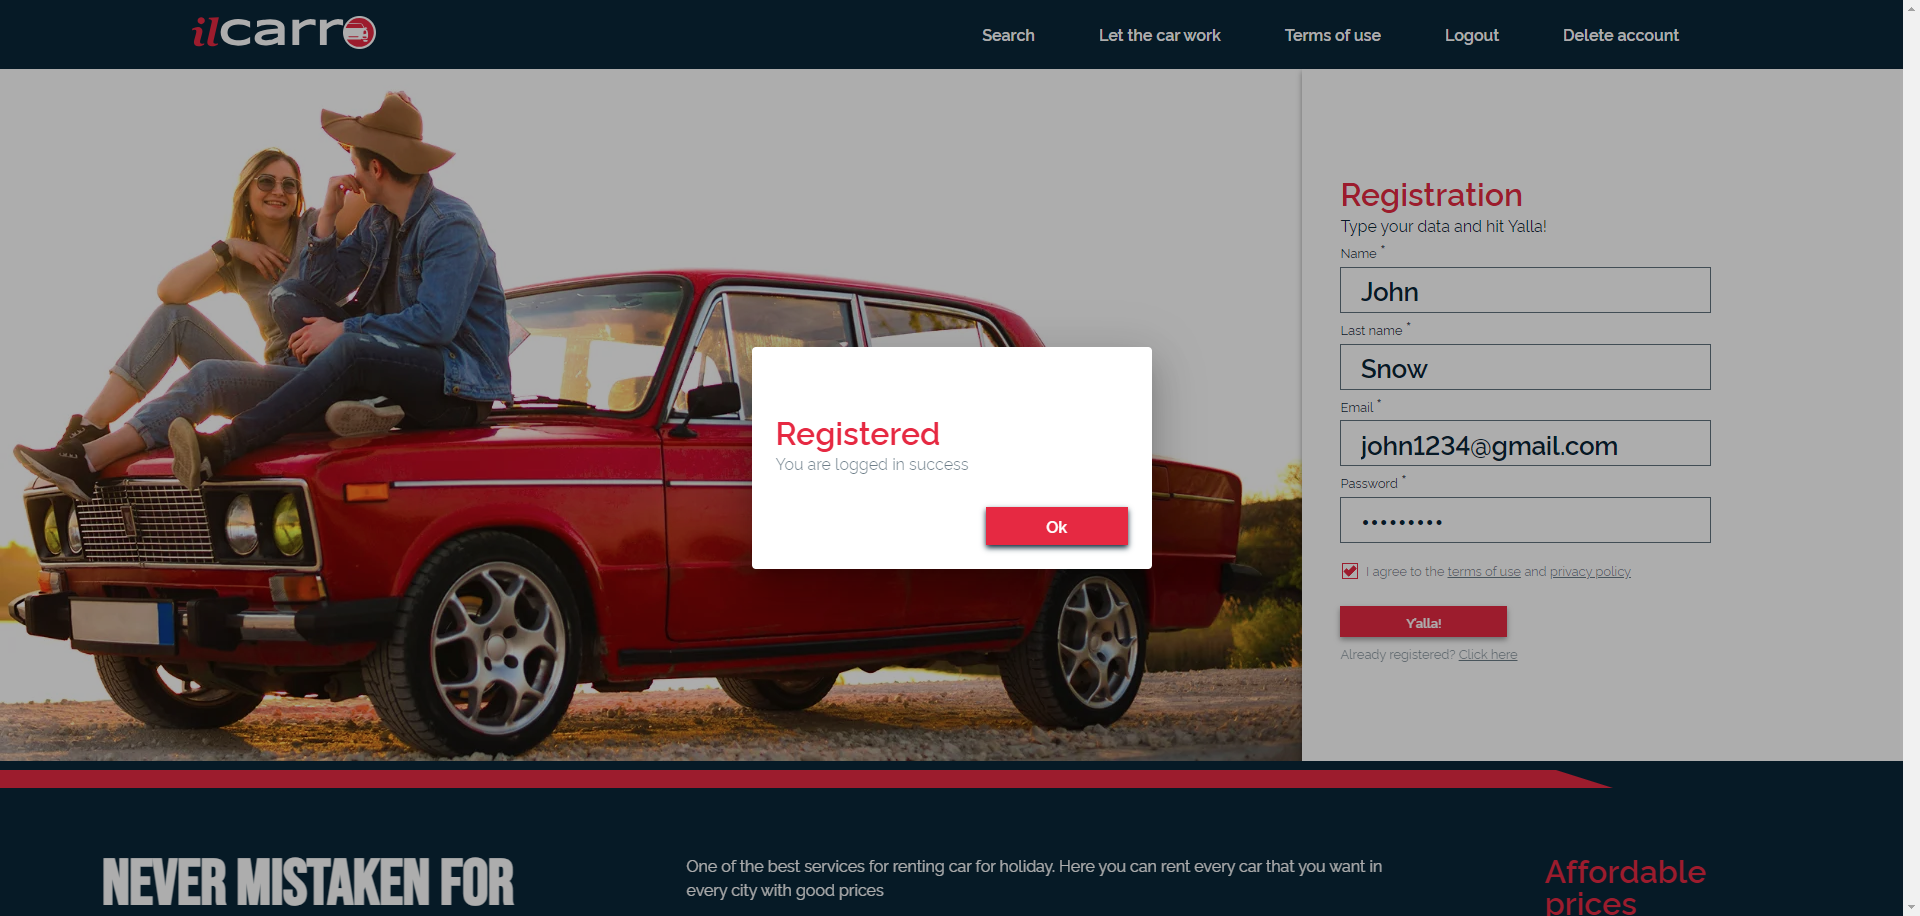 ilcarro
Search
Let the car work
Terms of use
Logout
Delete account
Registration
Type your data and hit Yalla!
Name *
John
Last name *
Snow
Email *
john1234@gmail.com
Password *
•••••••••
I agree to the terms of use and privacy policy
Y'alla!
Already registered? Click here
Registered
You are logged in success
Ok
NEVER MISTAKEN FOR
One of the best services for renting car for holiday. Here you can rent every car that you want in
every city with good prices
Affordable
prices